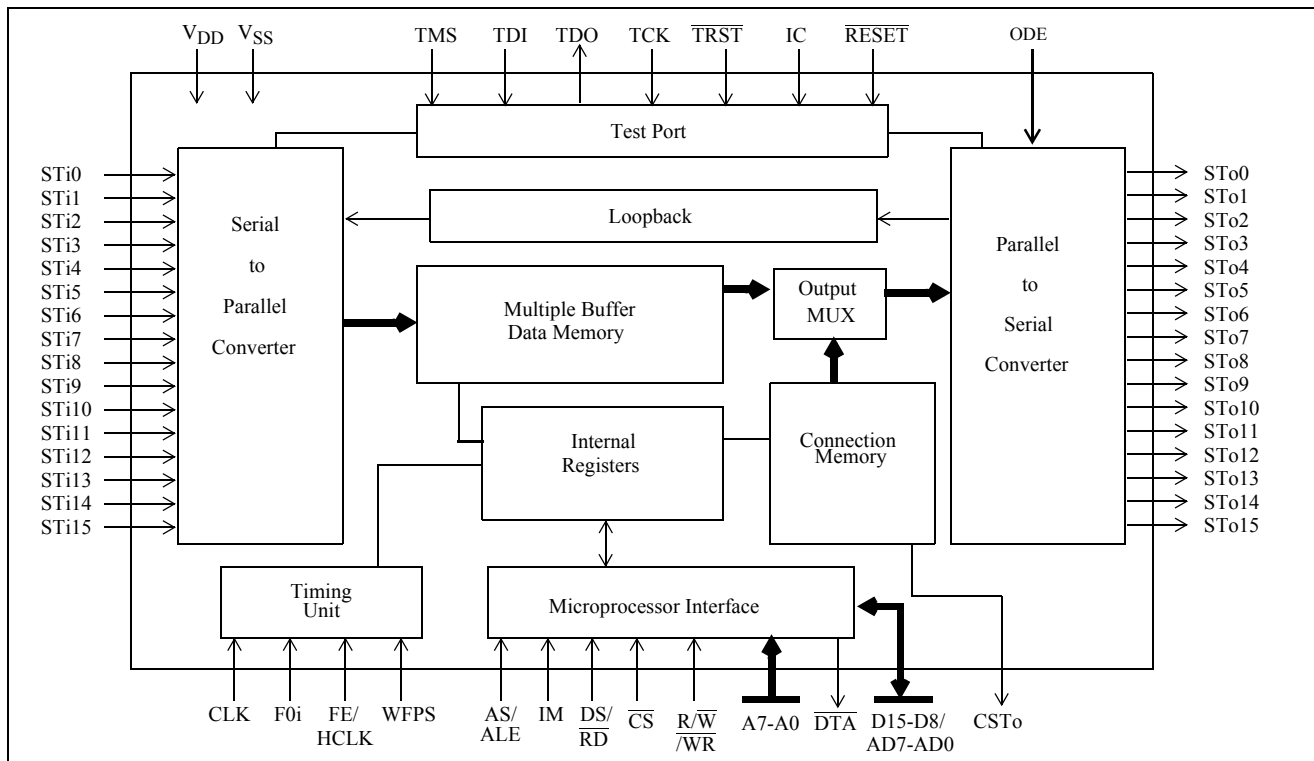 VDD VSS TMS TDI TDO TCK TRST IC RESET ODE
Test Port
STi0
STi1
STi2
STi3
STi4
STi5
STi6
STi7
STi8
STi9
STi10
STi11
STi12
STi13
STi14
STi15
Serial
to
Parallel
Converter
Loopback
Multiple Buffer
Data Memory
Output
MUX
Parallel
to
Serial
Converter
STo0
STo1
STo2
STo3
STo4
STo5
STo6
STo7
STo8
STo9
STo10
STo11
STo12
STo13
STo14
STo15
Internal
Registers
Connection
Memory
Timing
Unit
Microprocessor Interface
CLK
F0i
FE/
HCLK
WFPS
AS/
ALE
IM
DS/
RD
CS
R/W
/WR
A7-A0
DTA
D15-D8/
AD7-AD0
CSTo